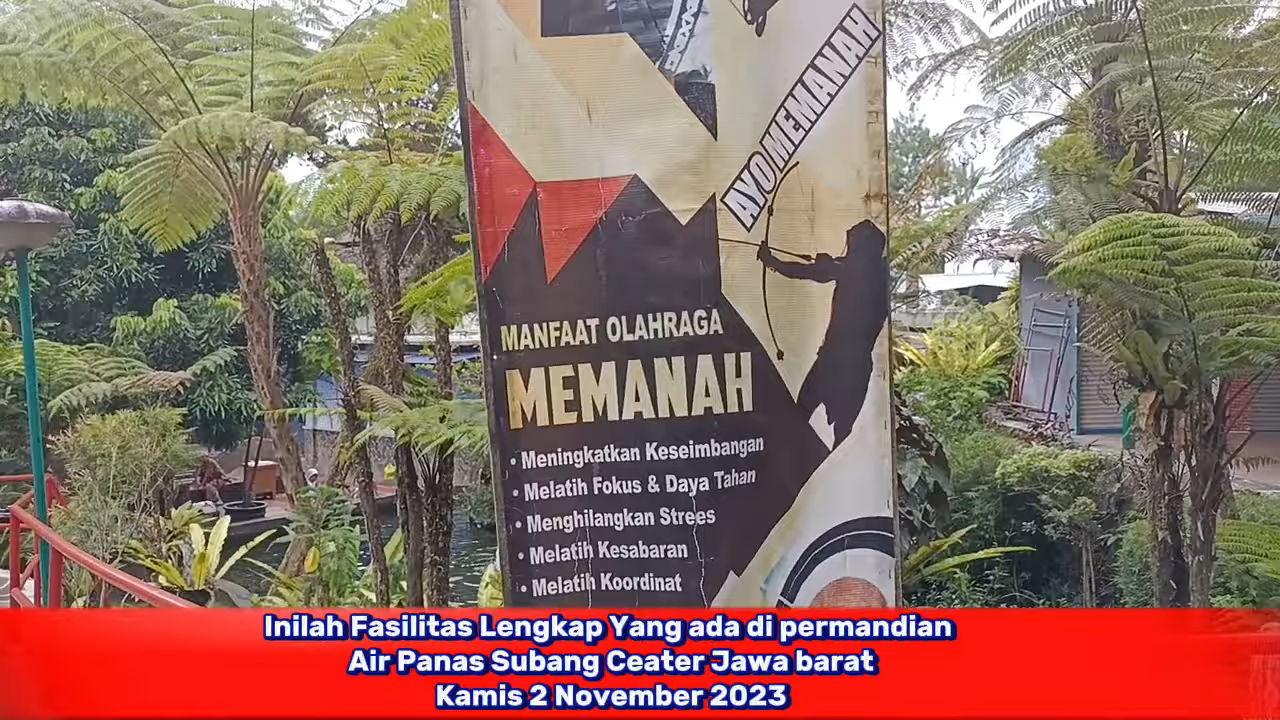 AYO MEMANAH
MANFAAT OLAHRAGA
MEMANAH
• Meningkatkan Keseimbangan
• Melatih Fokus & Daya Tahan
• Menghilangkan Strees
• Melatih Kesabaran
• Melatih Koordinat
Inilah Fasilitas Lengkap Yang ada di permandian
Air Panas Subang Ceater Jawa barat
Kamis 2 November 2023